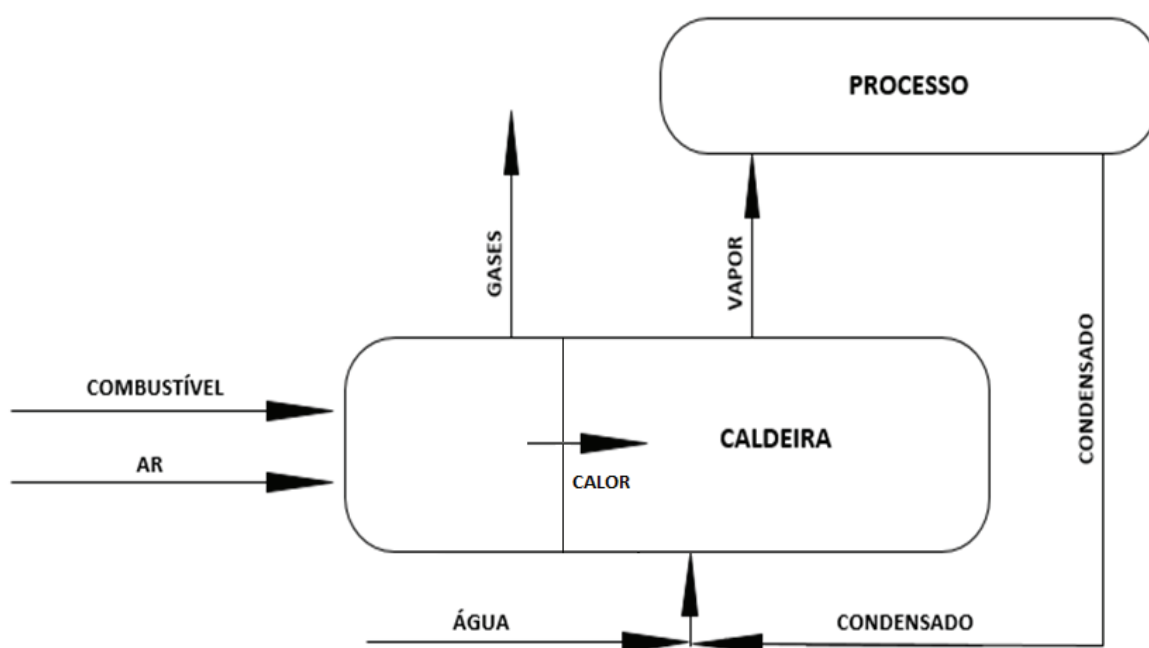 PROCESSO
GASES
VAPOR
CONDENSADO
COMBUSTÍVEL
CALDEIRA
AR
CALOR
ÁGUA
CONDENSADO